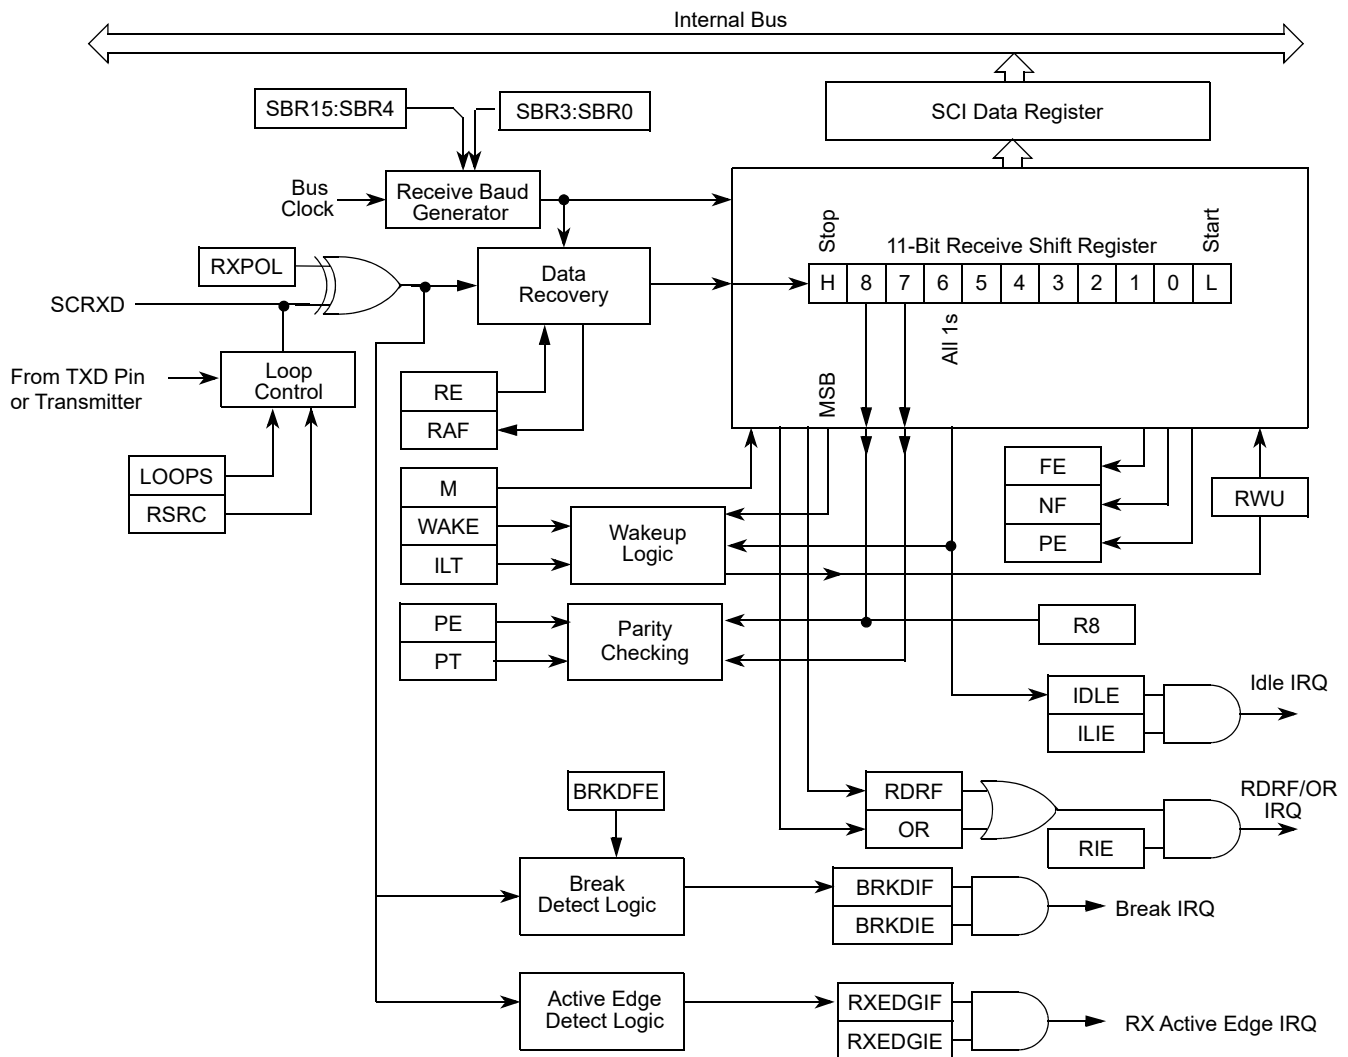 Internal Bus
SBR15:SBR4
SBR3:SBR0
SCI Data Register
Bus
Clock
Receive Baud
Generator
RXPOL
SCRXD
Data
Recovery
Stop
11-Bit Receive Shift Register
Start
H 8 7 6 5 4 3 2 1 0 L
All 1s
MSB
From TXD Pin
or Transmitter
Loop
Control
RE
RAF
LOOPS
RSRC
M
WAKE
ILT
Wakeup
Logic
FE
NF
PE
RWU
PE
PT
Parity
Checking
R8
IDLE
ILIE
Idle IRQ
BRKDFE
RDRF
OR
RIE
RDRF/OR
IRQ
Break
Detect Logic
BRKDIF
BRKDIE
Break IRQ
Active Edge
Detect Logic
RXEDGIF
RXEDGIE
RX Active Edge IRQ